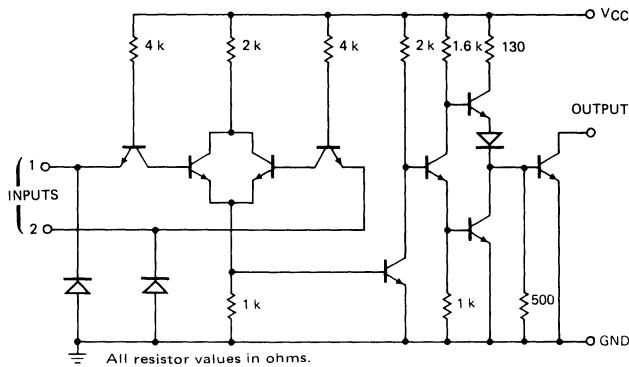 VCC
4 k
2 k
4 k
2 k
1.6 k
130
OUTPUT
1
INPUTS
2
1 k
1 k
500
GND
All resistor values in ohms.